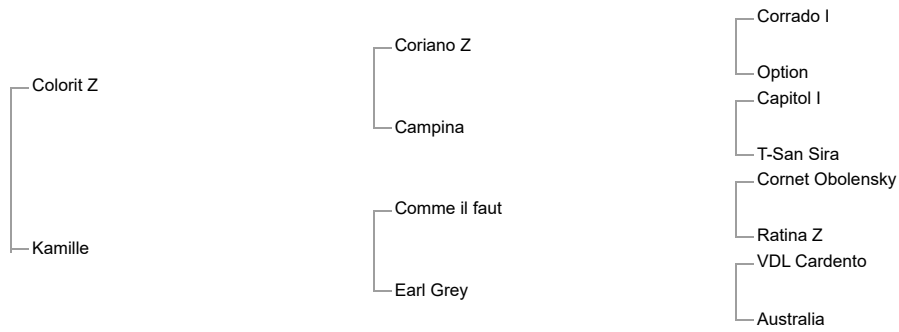 Corrado I
Coriano Z
Option
Colorit Z
Capitol I
Campina
T-San Sira
Cornet Obolensky
Comme il faut
Ratina Z
Kamille
VDL Cardento
Earl Grey
Australia